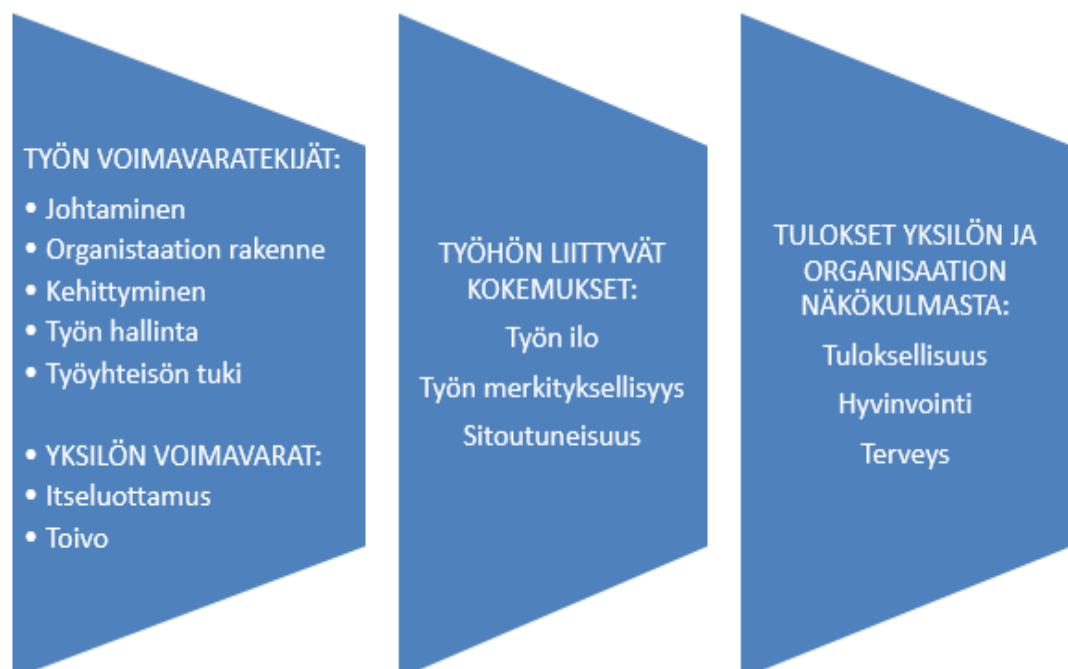 TYÖN VOIMAVARATEKIJÄT:
• Johtaminen
• Organistaation rakenne
• Kehittyminen
• Työn hallinta
• Työyhteisön tuki
• YKSILÖN VOIMAVARAT:
• Itseluottamus
• Toivo
TYÖHÖN LIITTYVÄT
KOKEMUKSET:
Työn ilo
Työn merkityksellisyys
Sitoutuneisuus
TULOKSET YKSILÖN JA
ORGANISAATION
NÄKÖKULMASTA:
Tuloksellisuus
Hyvinvointi
Terveys